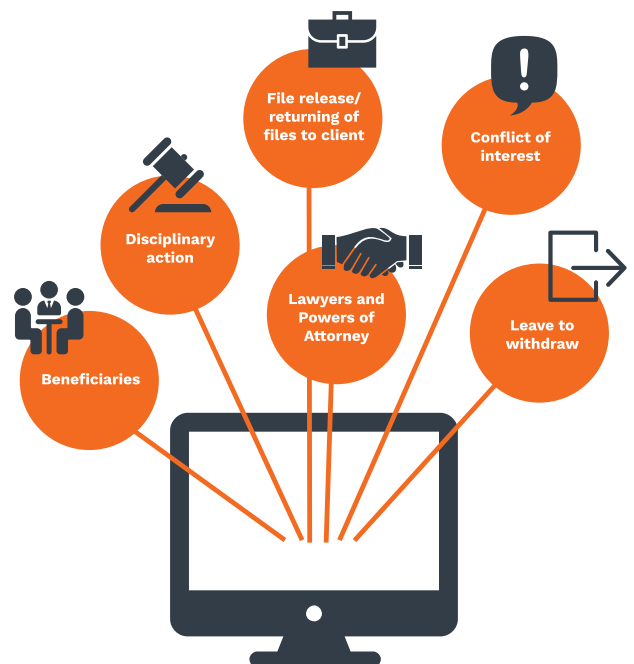 File release/
returning of
files to client
Conflict of
interest
Disciplinary
action
Lawyers and
Powers of
Attorney
Leave to
withdraw
Beneficiaries